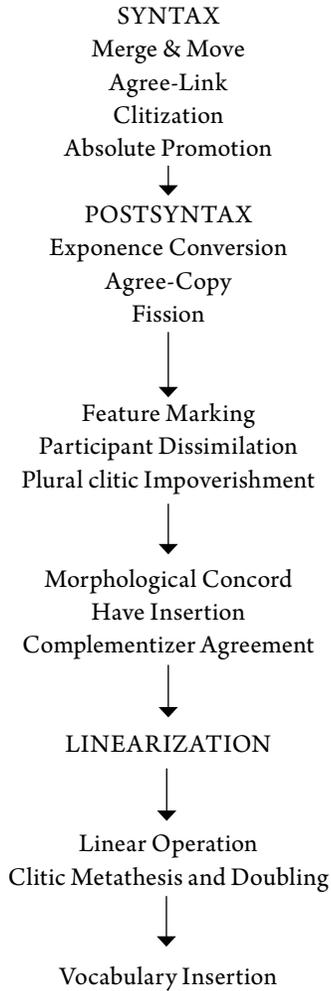 SYNTAX
Merge & Move
Agree-Link
Clitization
Absolute Promotion
POSTSYNTAX
Exponence Conversion
Agree-Copy
Fission
Feature Marking
Participant Dissimilation
Plural clitic Impoverishment
Morphological Concord
Have Insertion
Complementizer Agreement
LINEARIZATION
Linear Operation
Clitic Metathesis and Doubling
Vocabulary Insertion